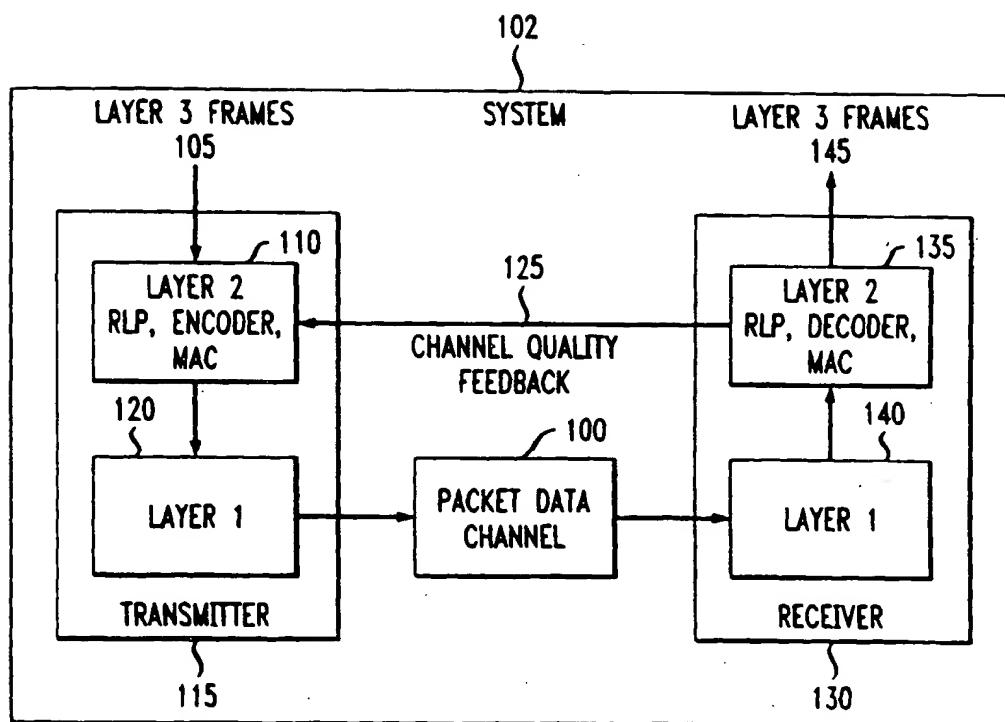 102
LAYER 3 FRAMES
105
SYSTEM
LAYER 3 FRAMES
145
110
LAYER 2
RLP, ENCODER,
MAC
125
CHANNEL QUALITY
FEEDBACK
135
LAYER 2
RLP, DECODER,
MAC
120
LAYER 1
100
PACKET DATA
CHANNEL
140
LAYER 1
TRANSMITTER
115
RECEIVER
130